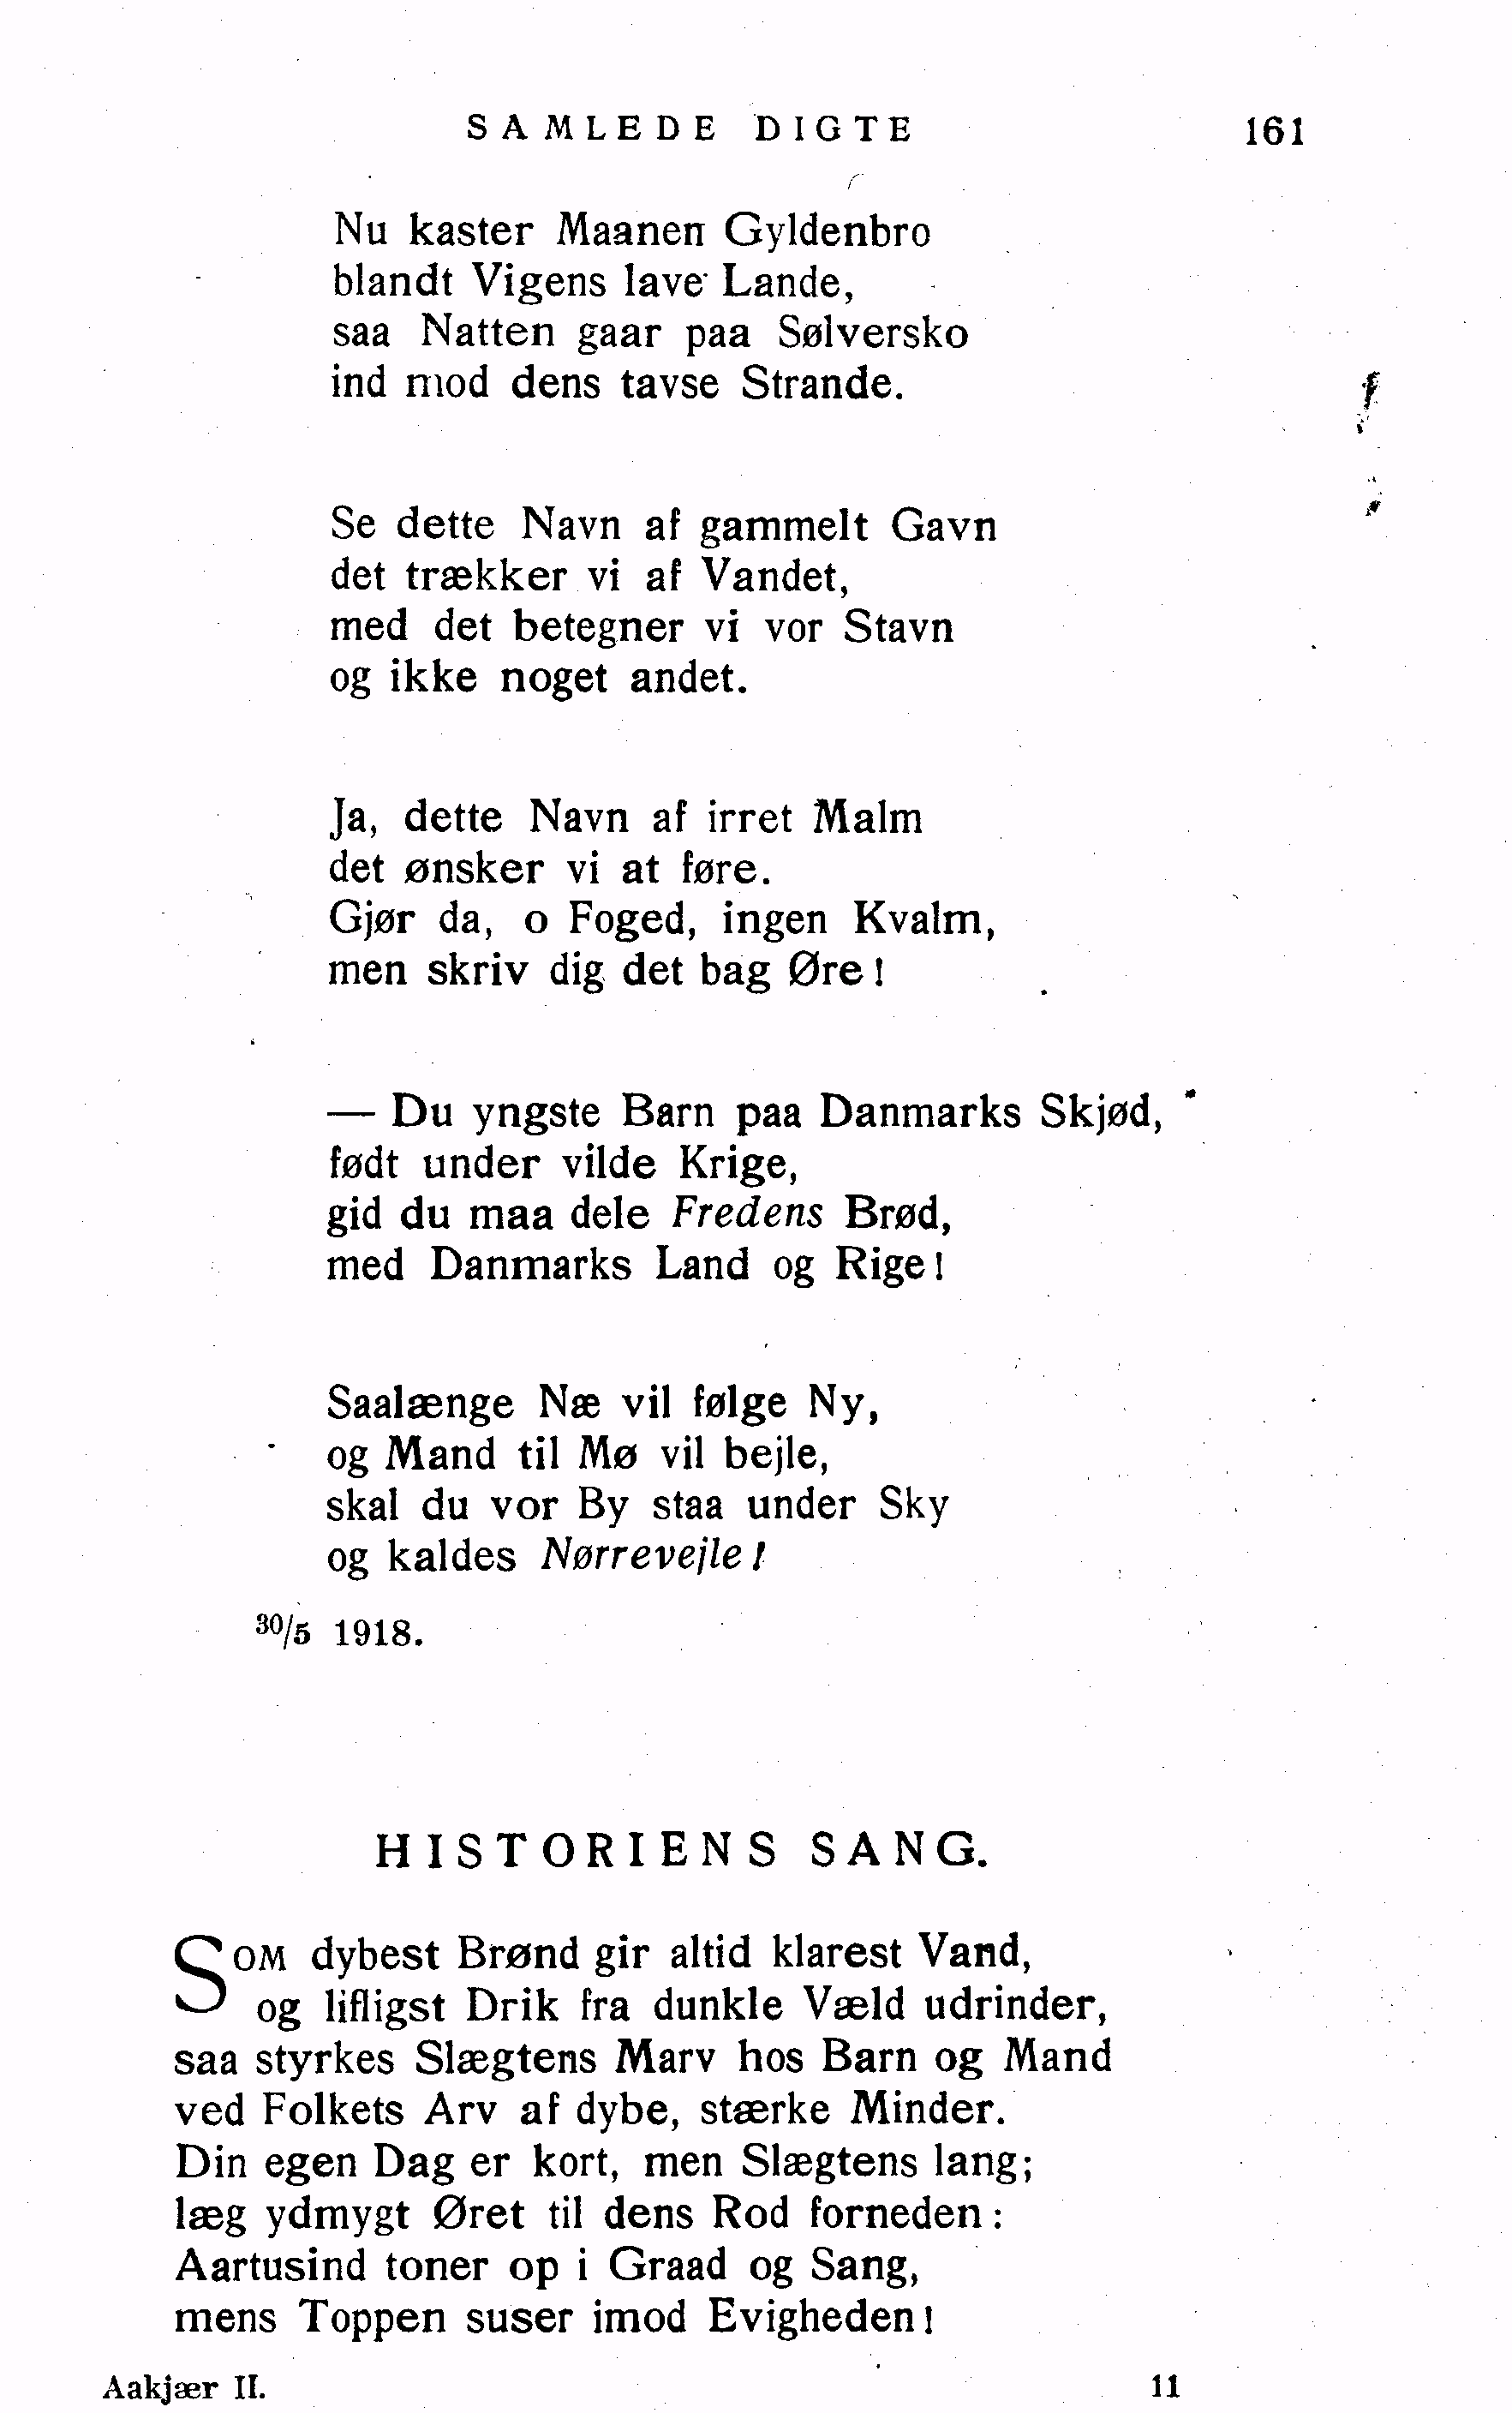 SAMLEDE DIGTE 161
Nu kaster Maanen Gyldenbro
blandt Vigens lave Lande,
saa Natten gaar paa Sølversko
ind mod dens tavse Strande.
Se dette Navn af gammelt Gavn
det trækker vi af Vandet,
med det betegner vi vor Stavn
og ikke noget andet.
Ja, dette Navn af irret Malm
det ønsker vi at føre.
Gjør da, o Foged, ingen Kvalm,
men skriv dig det bag Øre!
— Du yngste Barn paa Danmarks Skjød,
født under vilde Krige,
gid du maa dele Fredens Brød,
med Danmarks Land og Rige!
Saalænge Næ vil følge Ny,
og Mand til Mø vil bejle,
skal du vor By staa under Sky
og kaldes Nørrevejle!
30/5 1918.
HISTORIENS SANG.
SOM dybest Brønd gir altid klarest Vand,
og lifligst Drik fra dunkle Væld udrinder,
saa styrkes Slægtens Marv hos Barn og Mand
ved Folkets Arv af dybe, stærke Minder.
Din egen Dag er kort, men Slægtens lang;
læg ydmygt Øret til dens Rod forneden:
Aartusind toner op i Graad og Sang,
mens Toppen suser imod Evigheden!
Aakjær II. 11